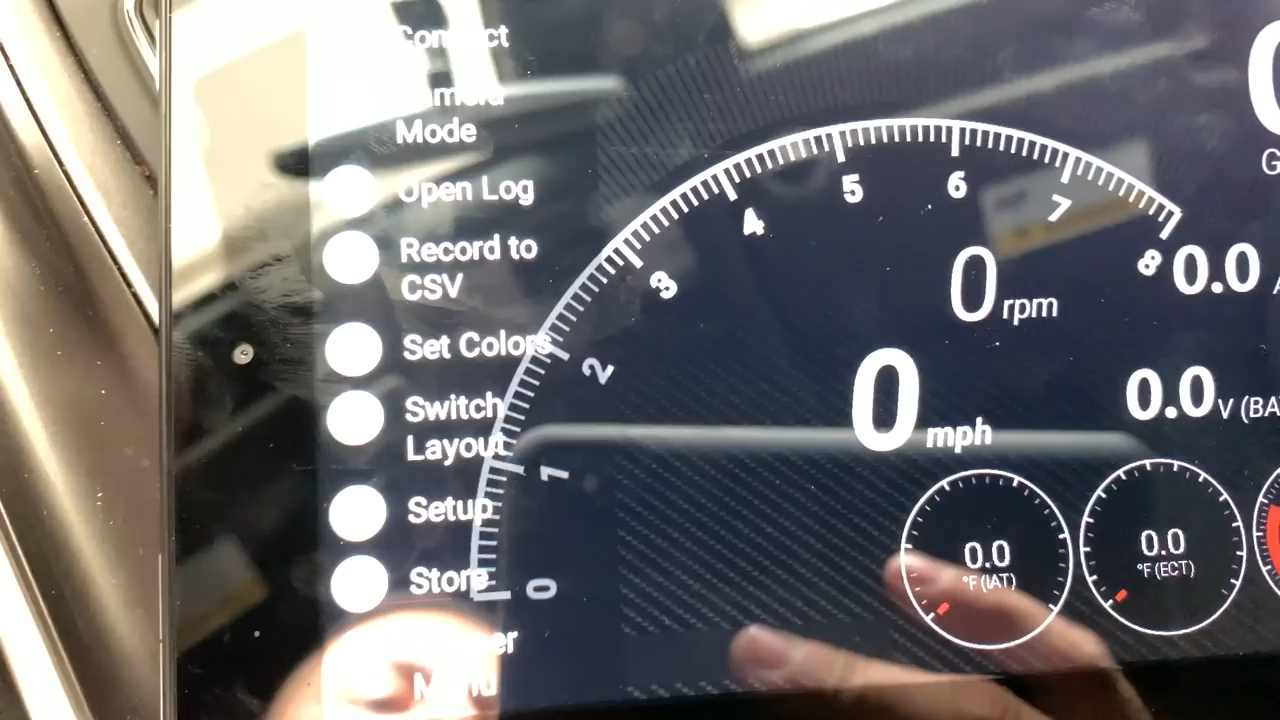 Connect
Camera
Mode
Open Log
Record to
CSV
Set Colors
Switch
Layout
Setup
Store
Menu
0
1
2
3
4
5
6
7
8
0 rpm
0 mph
0.0
0.0 V (BA
0.0
°F (IAT)
0.0
°F (ECT)
G